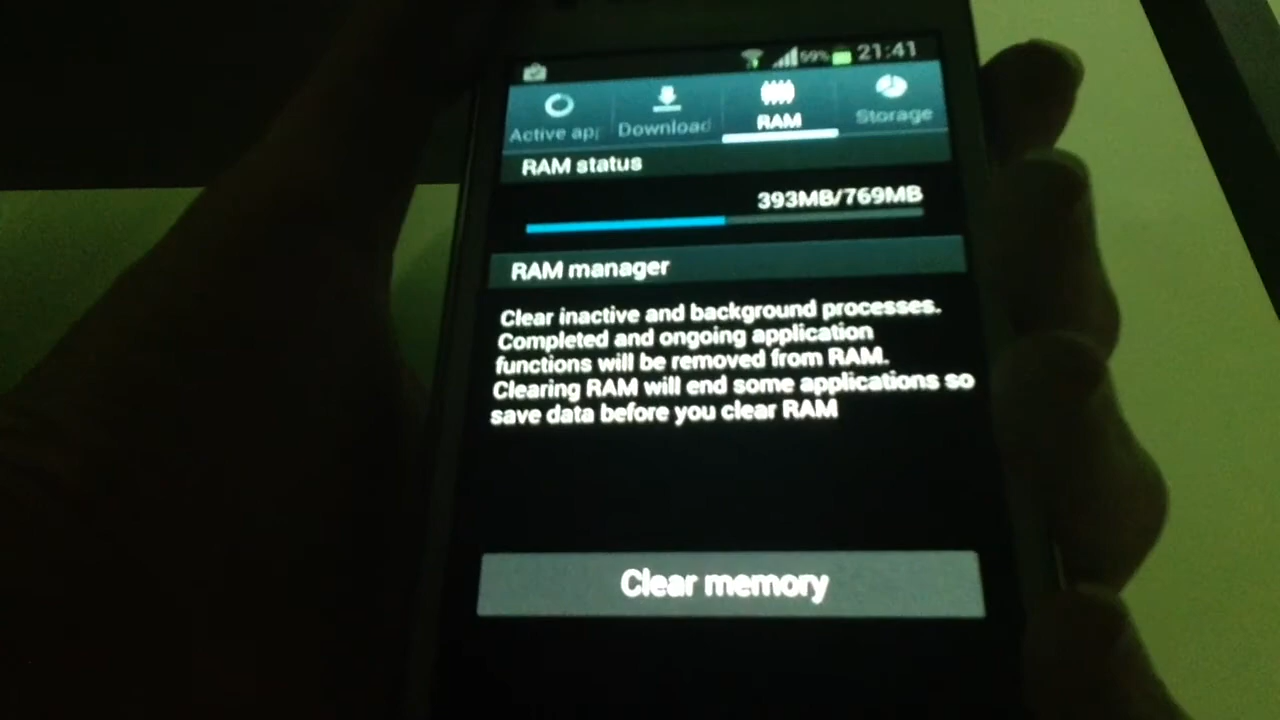 59% 21:41
Active app Download RAM Storage
RAM status
393MB/769MB
RAM manager
Clear inactive and background processes.
Completed and ongoing application
functions will be removed from RAM.
Clearing RAM will end some applications so
save data before you clear RAM
Clear memory